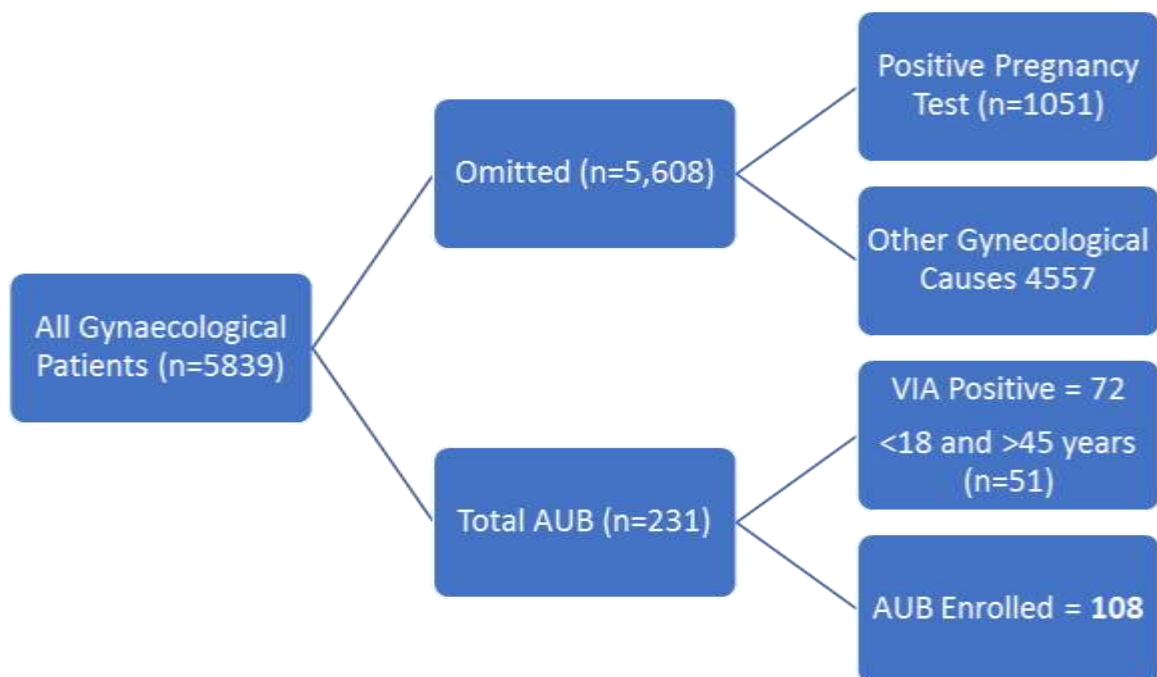 All Gynaecological
Patients (n=5839)
Omitted (n=5,608)
Positive Pregnancy
Test (n=1051)
Other Gynecological
Causes 4557
Total AUB (n=231)
VIA Positive = 72
<18 and >45 years
(n=51)
AUB Enrolled = 108